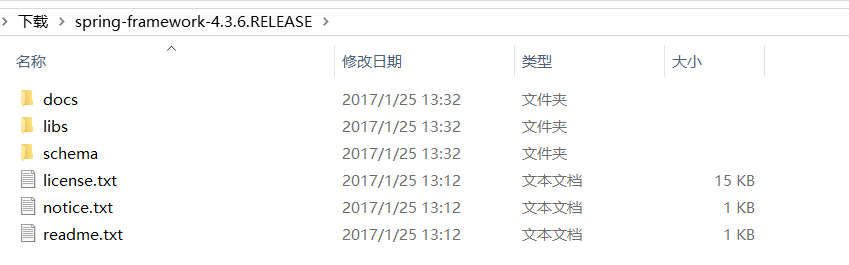 下载 spring-framework-4.3.6.RELEASE
名称 修改日期 类型 大小
docs 2017/1/25 13:32 文件夹
libs 2017/1/25 13:32 文件夹
schema 2017/1/25 13:32 文件夹
license.txt 2017/1/25 13:12 文本文档 15 KB
notice.txt 2017/1/25 13:12 文本文档 1 KB
readme.txt 2017/1/25 13:12 文本文档 1 KB